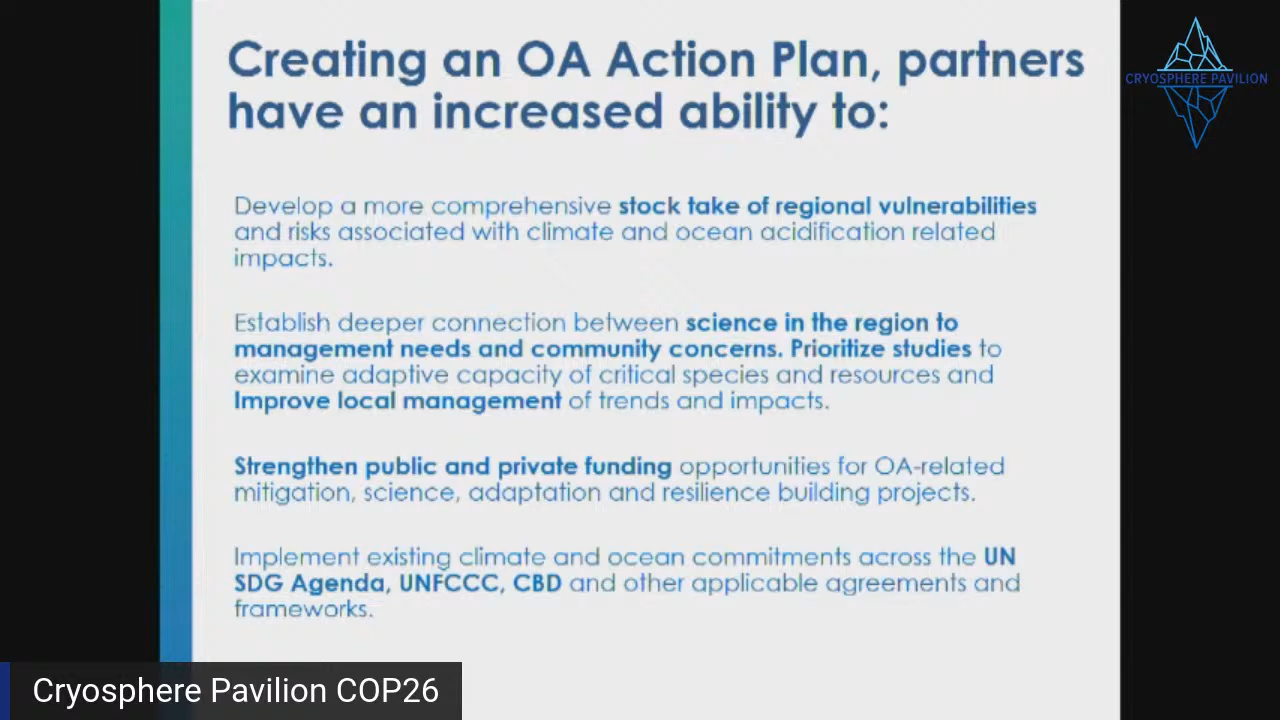 Creating an OA Action Plan, partners
have an increased ability to:
CRYOSPHERE PAVILION
Develop a more comprehensive stock take of regional vulnerabilities
and risks associated with climate and ocean acidification related
impacts.
Establish deeper connection between science in the region to
management needs and community concerns. Prioritize studies to
examine adaptive capacity of critical species and resources and
Improve local management of trends and impacts.
Strengthen public and private funding opportunities for OA-related
mitigation, science, adaptation and resilience building projects.
Implement existing climate and ocean commitments across the UN
SDG Agenda, UNFCCC, CBD and other applicable agreements and
frameworks.
Cryosphere Pavilion COP26